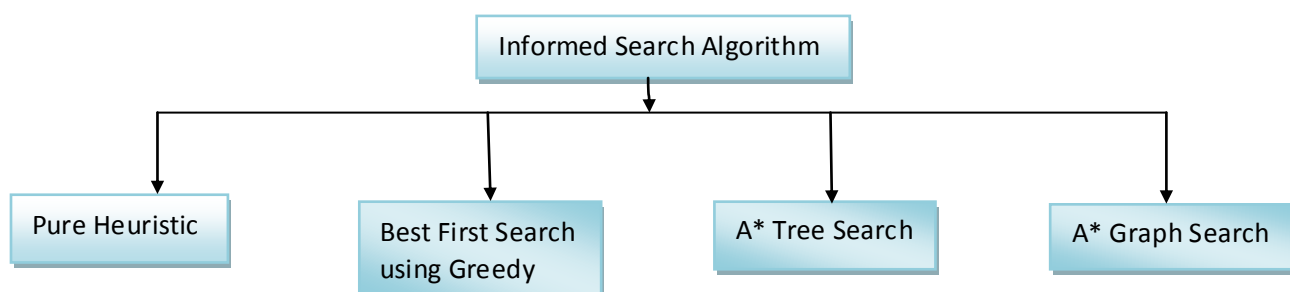 Informed Search Algorithm
Pure Heuristic
Best First Search
using Greedy
A* Tree Search
A* Graph Search